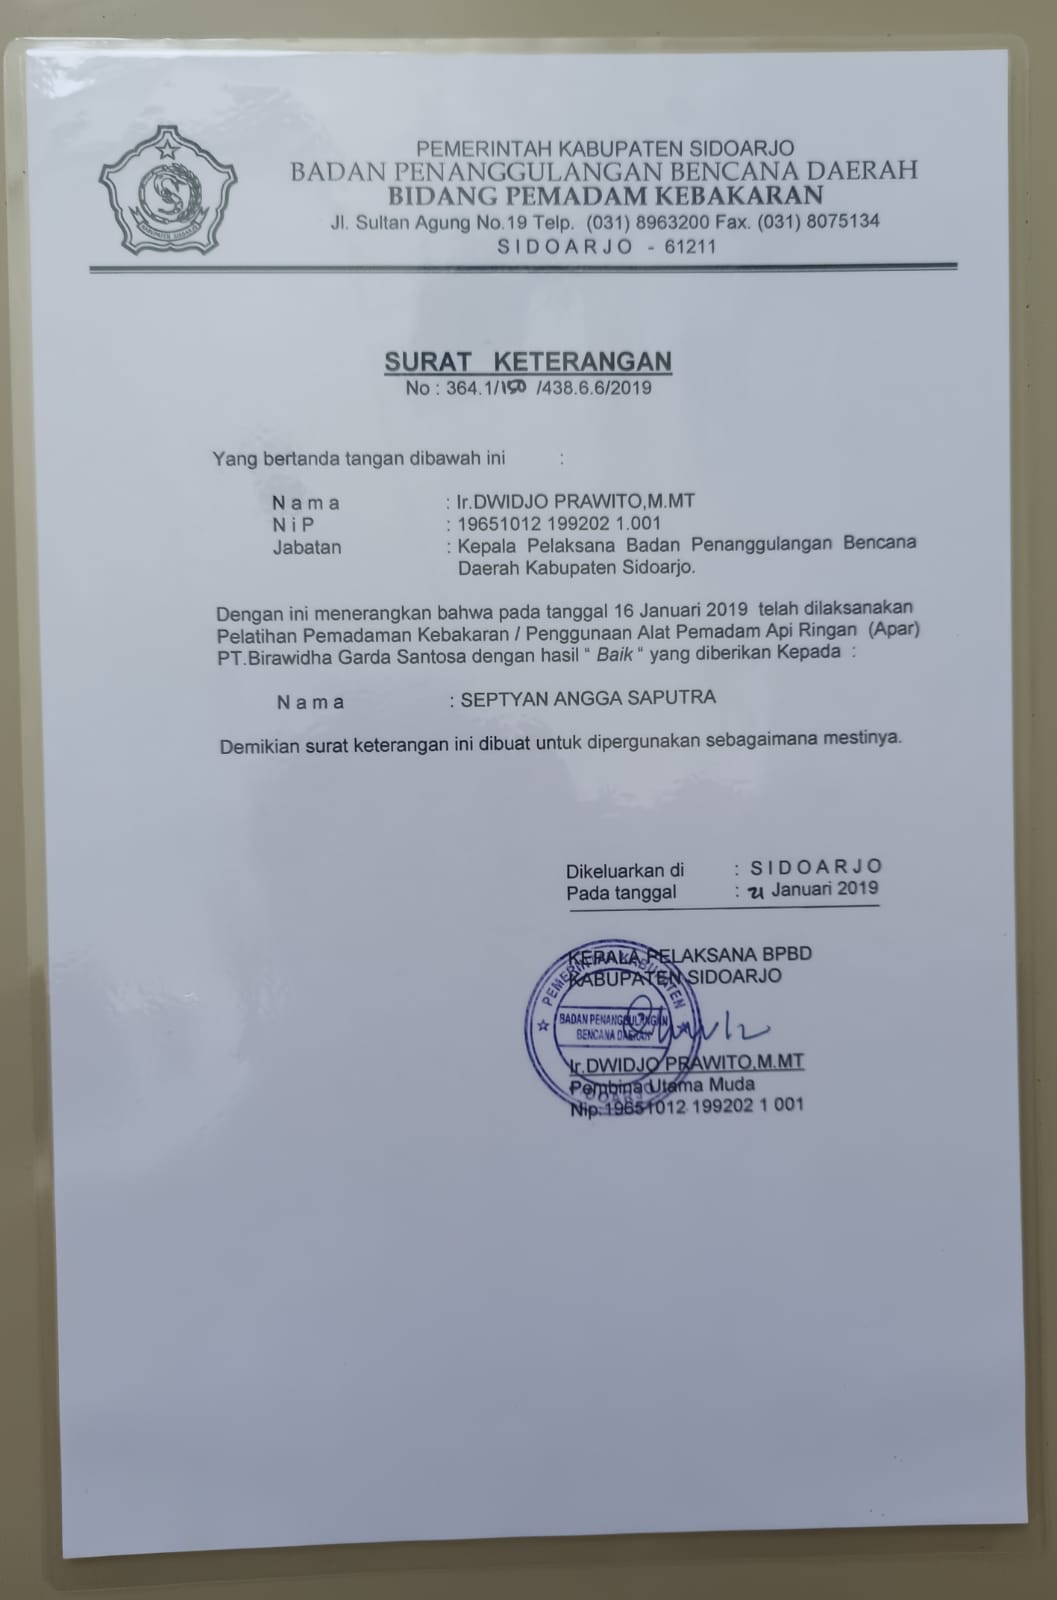 PEMERINTAH KABUPATEN SIDOARJO
BADAN PENANGGULANGAN BENCANA DAERAH
BIDANG PEMADAM KEBAKARAN
Jl. Sultan Agung No.19 Telp. (031) 8963200 Fax. (031) 8075134
SIDOARJO - 61211
KABUPATEN SIDOARJO
SURAT KETERANGAN
No : 364.1/150 /438.6.6/2019
Yang bertanda tangan dibawah ini :
Nama : Ir.DWIDJO PRAWITO,M.MT
NiP : 19651012 199202 1.001
Jabatan : Kepala Pelaksana Badan Penanggulangan Bencana
Daerah Kabupaten Sidoarjo.
Dengan ini menerangkan bahwa pada tanggal 16 Januari 2019 telah dilaksanakan
Pelatihan Pemadaman Kebakaran / Penggunaan Alat Pemadam Api Ringan (Apar)
PT.Birawidha Garda Santosa dengan hasil “ Baik “ yang diberikan Kepada :
Nama : SEPTYAN ANGGA SAPUTRA
Demikian surat keterangan ini dibuat untuk dipergunakan sebagaimana mestinya.
Dikeluarkan di : SIDOARJO
Pada tanggal : 21 Januari 2019
KEPALA PELAKSANA BPBD
KABUPATEN SIDOARJO
PEMERINTAH KABUPATEN
BADAN PENANGGULANGAN
BENCANA DAERAH
SIDOARJO
Ir.DWIDJO PRAWITO,M.MT
Pembina Utama Muda
Nip.19651012 199202 1 001